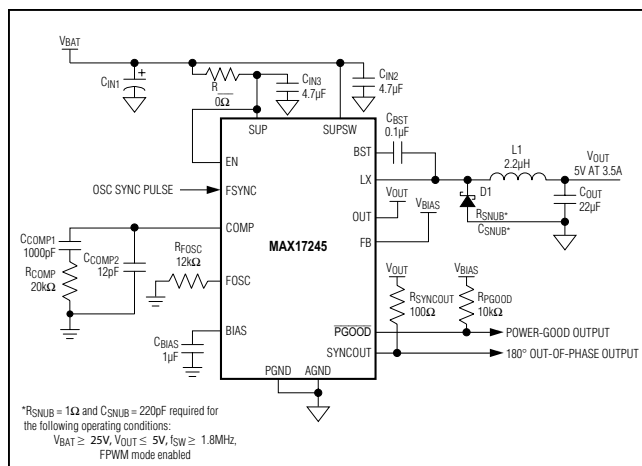 VBAT
CIN1
+
R
0Ω
CIN3
4.7µF
CIN2
4.7µF
SUP
SUPSW
CBST
0.1µF
BST
L1
2.2µH
VOUT
5V AT 3.5A
EN
LX
OSC SYNC PULSE
FSYNC
VOUT
VBIAS
D1
COUT
22µF
OUT
RSNUB*
CSNUB*
COMP
MAX17245
FB
CCOMP1
1000pF
CCOMP2
12pF
RFOSC
12kΩ
RCOMP
20kΩ
FOSC
VOUT
VBIAS
RSYNCOUT
100Ω
RPGOOD
10kΩ
BIAS
CBIAS
1µF
PGOOD
POWER-GOOD OUTPUT
SYNCOUT
180° OUT-OF-PHASE OUTPUT
PGND
AGND
*RSNUB = 1Ω and CSNUB = 220pF required for
the following operating conditions:
VBAT ≥ 25V, VOUT ≤ 5V, fSW ≥ 1.8MHz,
FPWM mode enabled